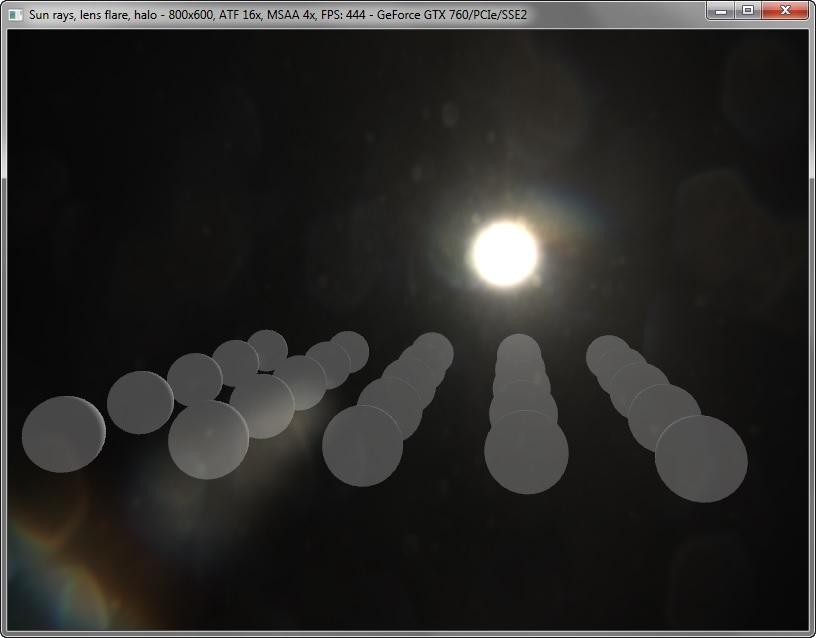 Sun rays, lens flare, halo - 800x600, ATF 16x, MSAA 4x, FPS: 444 - GeForce GTX 760/PCIe/SSE2